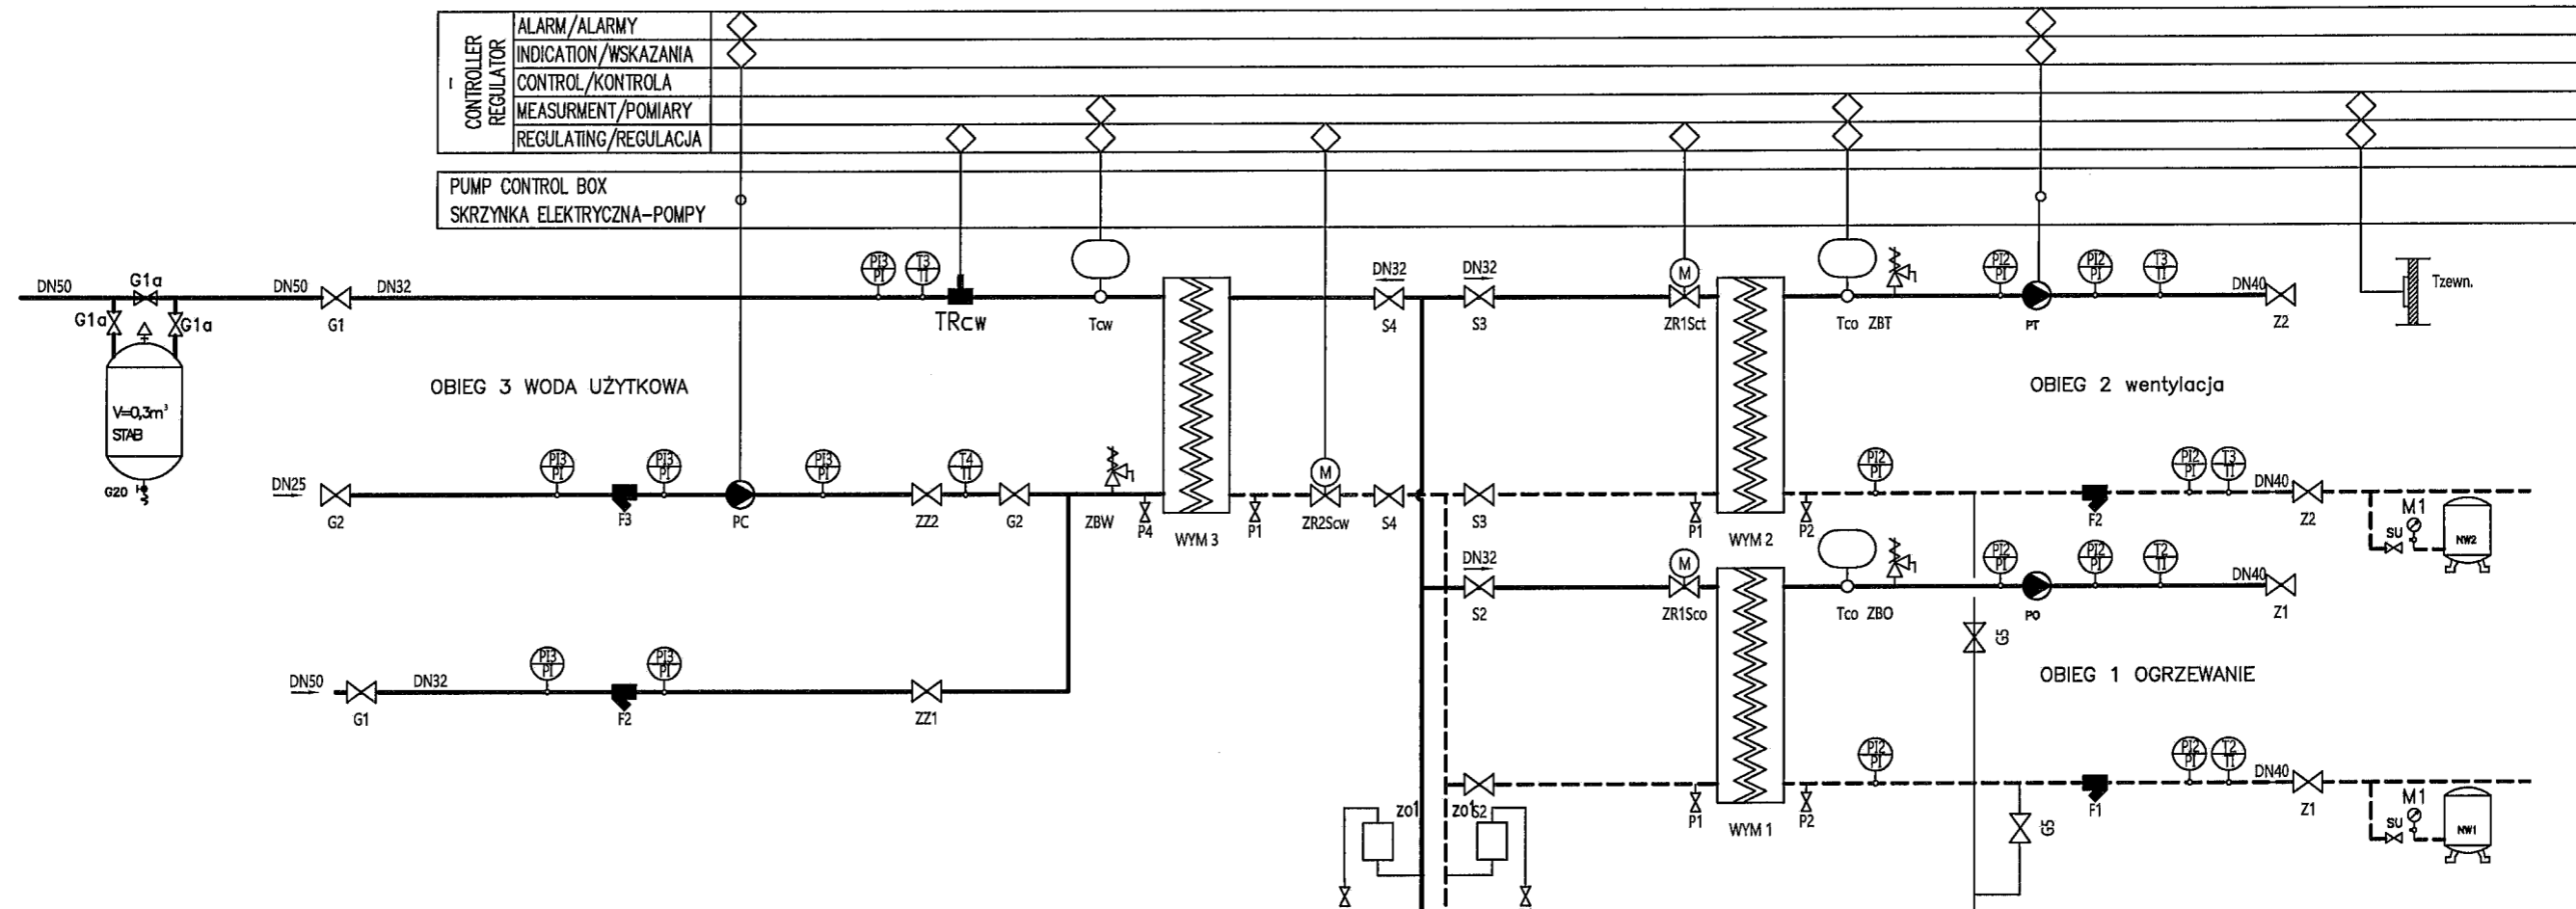 CONTROLLER
REGULATOR
ALARM/ALARMY
INDICATION/WSKAZANIA
CONTROL/KONTROLA
MEASURMENT/POMIARY
REGULATING/REGULACJA
PUMP CONTROL BOX
SKRZYNKA ELEKTRYCZNA-POMPY
DN50 G1a DN50 DN32 PI3 PI T3 TI DN32 DN32 M PI2 PI PI2 PI T3 TI DN40 Tzewn.
G1a G1a G1 TRcw Tcw S4 S3 ZR1Sct Tco ZBT PT Z2
OBIEG 3 WODA UŻYTKOWA
OBIEG 2 wentylacja
V=0,3m³
STAB
G20
DN25 PI3 PI PI3 PI PI3 PI T4 TI M PI2 PI PI2 PI T3 TI DN40
G2 F3 PC ZZ2 G2 ZBW P4 WYM 3 P1 ZR2Scw S4 S3 P1 WYM 2 P2 F2 Z2 SU M1 NW2
DN32 M PI2 PI PI2 PI T2 TI DN40
S2 ZR1Sco Tco ZBO PO Z1
G5
OBIEG 1 OGRZEWANIE
DN50 DN32 PI3 PI PI3 PI
G1 F2 ZZ1
PI2 PI PI2 PI T2 TI DN40
zo1 zo1 S2 P1 WYM 1 P2 G5 F1 Z1 SU M1 NW1